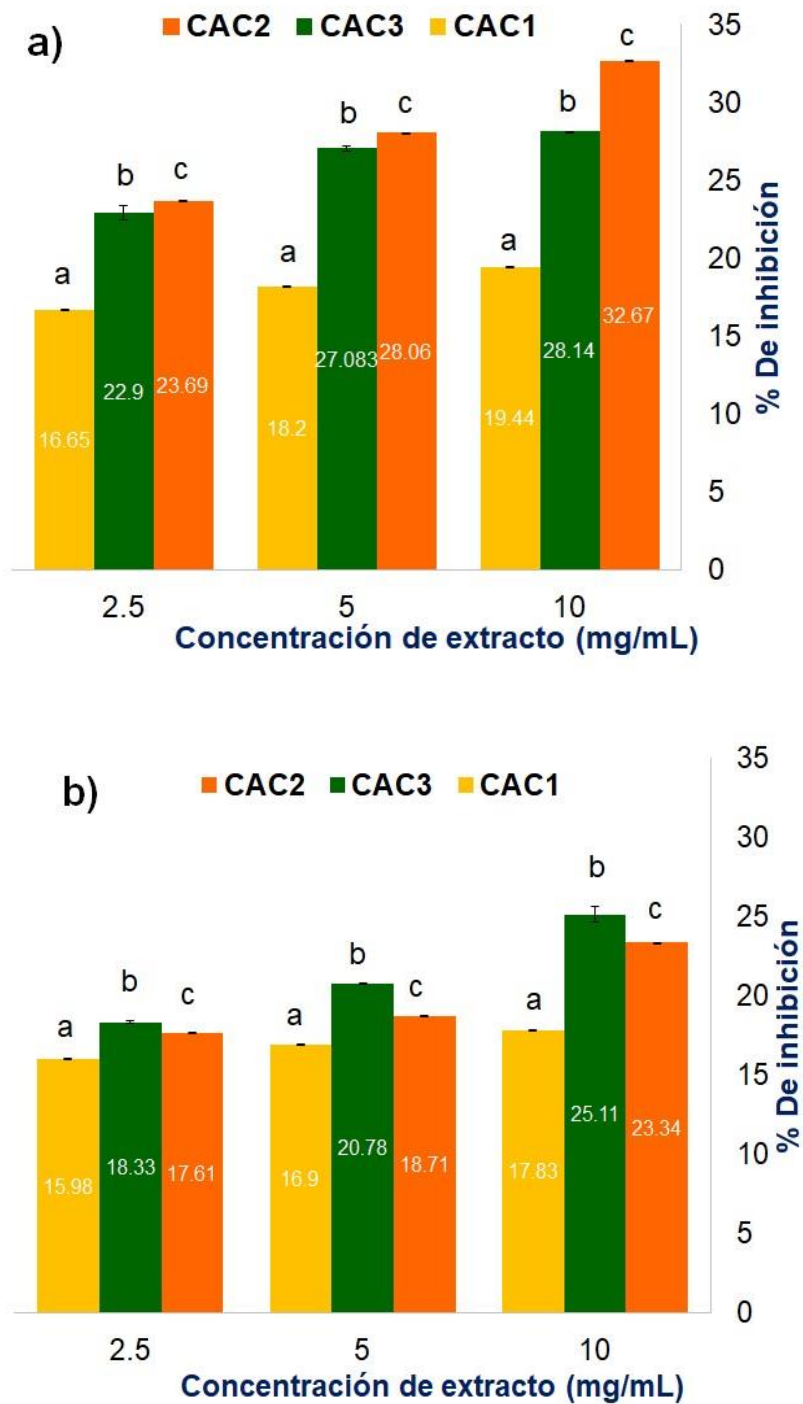 a)
CAC2 CAC3 CAC1
35
30
25
20
15
10
5
0
% De inhibición
a b c
a b c
a b c
16.65 22.9 23.69
18.2 27.083 28.06
19.44 28.14 32.67
2.5 5 10
Concentración de extracto (mg/mL)
b)
CAC2 CAC3 CAC1
35
30
25
20
15
10
5
0
% De inhibición
a b c
a b c
a b c
15.98 18.33 17.61
16.9 20.78 18.71
17.83 25.11 23.34
2.5 5 10
Concentración de extracto (mg/mL)